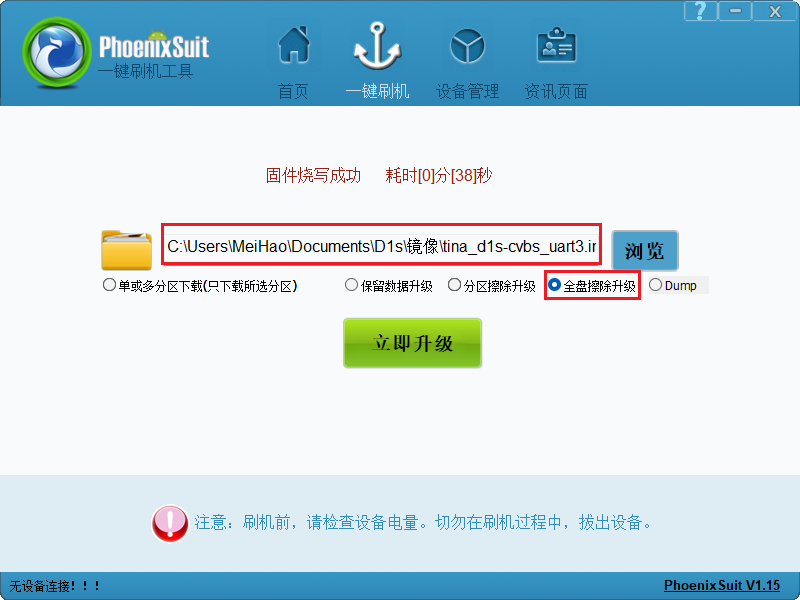 ?
PhoenixSuit
一键刷机工具
首页
一键刷机
设备管理
资讯页面
固件烧写成功 耗时[0]分[38]秒
C:\Users\MeiHao\Documents\D1s\镜像\tina_d1s-cvbs_uart3.ir
浏览
单或多分区下载(只下载所选分区)
保留数据升级
分区擦除升级
全盘擦除升级
Dump
立即升级
注意：刷机前，请检查设备电量。切勿在刷机过程中，拔出设备。
无设备连接！！！
PhoenixSuit V1.15